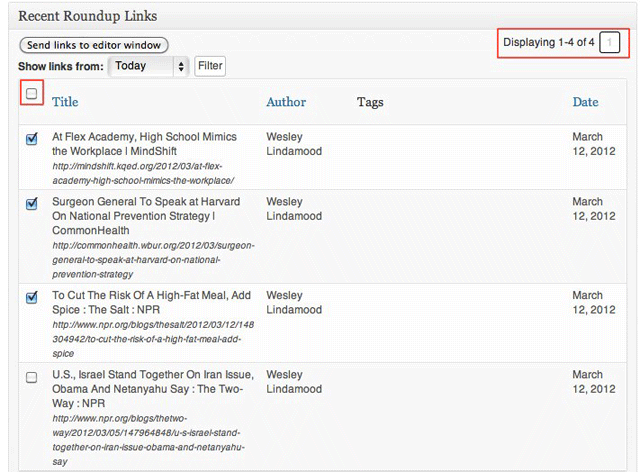 Recent Roundup Links
Send links to editor window
Displaying 1-4 of 4 1
Show links from: Today Filter
Title Author Tags Date
At Flex Academy, High School Mimics
the Workplace | MindShift
http://mindshift.kqed.org/2012/03/at-flex-
academy-high-school-mimics-the-workplace/
Wesley
Lindamood
March
12, 2012
Surgeon General To Speak at Harvard
On National Prevention Strategy |
CommonHealth
http://commonhealth.wbur.org/2012/03/surgeon-
general-to-speak-at-harvard-on-national-
prevention-strategy
Wesley
Lindamood
March
12, 2012
To Cut The Risk Of A High-Fat Meal, Add
Spice : The Salt : NPR
http://www.npr.org/blogs/thesalt/2012/03/12/148
304942/to-cut-the-risk-of-a-high-fat-meal-add-
spice
Wesley
Lindamood
March
12, 2012
U.S., Israel Stand Together On Iran Issue,
Obama And Netanyahu Say : The Two-
Way : NPR
http://www.npr.org/blogs/thetwo-
way/2012/03/05/147964848/u-s-israel-stand-
together-on-iran-issue-obama-and-netanyahu-
say
Wesley
Lindamood
March
12, 2012